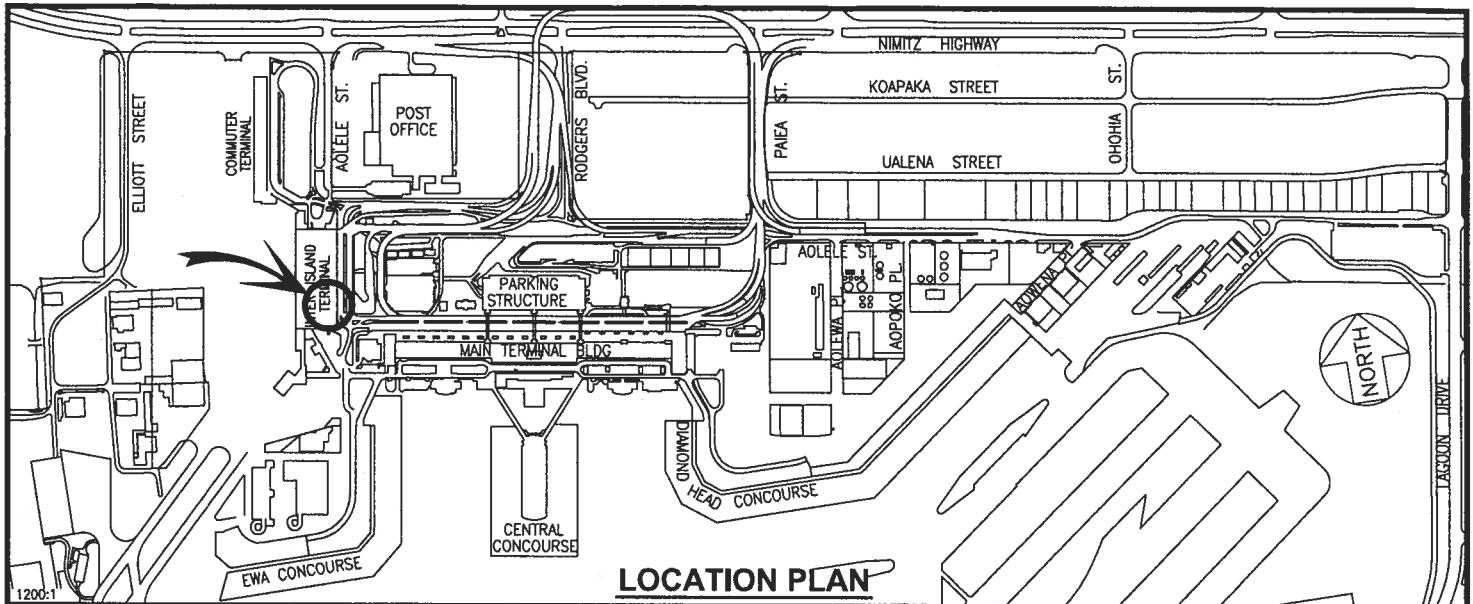 NIMITZ HIGHWAY
KOAPAKA STREET
UALENA STREET
ELLIOTT STREET
COMMUTER
TERMINAL
AOLELE ST.
POST
OFFICE
RODGERS BLVD.
PAIEA ST.
OHOHIA ST.
TERMINAL
PARKING
STRUCTURE
MAIN TERMINAL BLDG
AOLELE ST.
AOLEWA PL.
AOPOKO PL.
AOWENA PL.
NORTH
LAGOON DRIVE
DIAMOND
HEAD CONCOURSE
CENTRAL
CONCOURSE
EWA CONCOURSE
LOCATION PLAN
1200:1